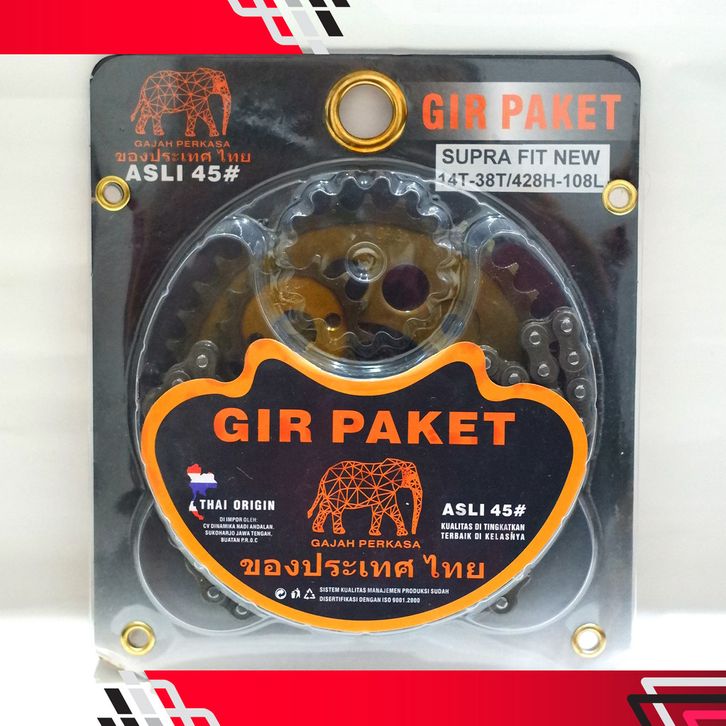 GAJAH PERKASA
ของประเทศ ไทย
ASLI 45#
GIR PAKET
SUPRA FIT NEW
14T-38T/428H-108L
GIR PAKET
THAI ORIGIN
DI IMPOR OLEH:
CV DINAMIKA NADI ANDALAN.
SUKOHARJO JAWA TENGAH.
BUATAN P.R.O.C
GAJAH PERKASA
ASLI 45#
KUALITAS DI TINGKATKAN
TERBAIK DI KELASNYA
ของประเทศ ไทย
SISTEM KUALITAS MANAJEMEN PRODUKSI SUDAH
DISERTIFIKASI DENGAN ISO 9001.2000